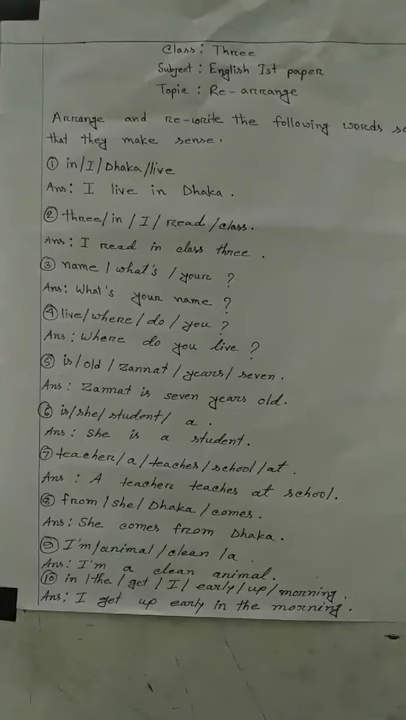 Class: Three
Subject: English Ist paper
Topic: Re-arrange
Arrange and re-write the following words so
that they make sense.
① in/I/Dhaka/live
Ans: I live in Dhaka.
② three/in/I/read/class.
Ans: I read in class three.
③ name/what's/your?
Ans: What's your name?
④ live/where/do/you?
Ans: Where do you live?
⑤ is/old/Zannat/years/seven.
Ans: Zannat is seven years old.
⑥ is/she/student/a.
Ans: She is a student.
⑦ teacher/a/teaches/school/at.
Ans: A teacher teaches at school.
⑧ from/she/Dhaka/comes.
Ans: She comes from Dhaka.
⑨ I'm/animal/clean/a.
Ans: I'm a clean animal.
⑩ in/the/get/I/early/up/morning.
Ans: I get up early in the morning.